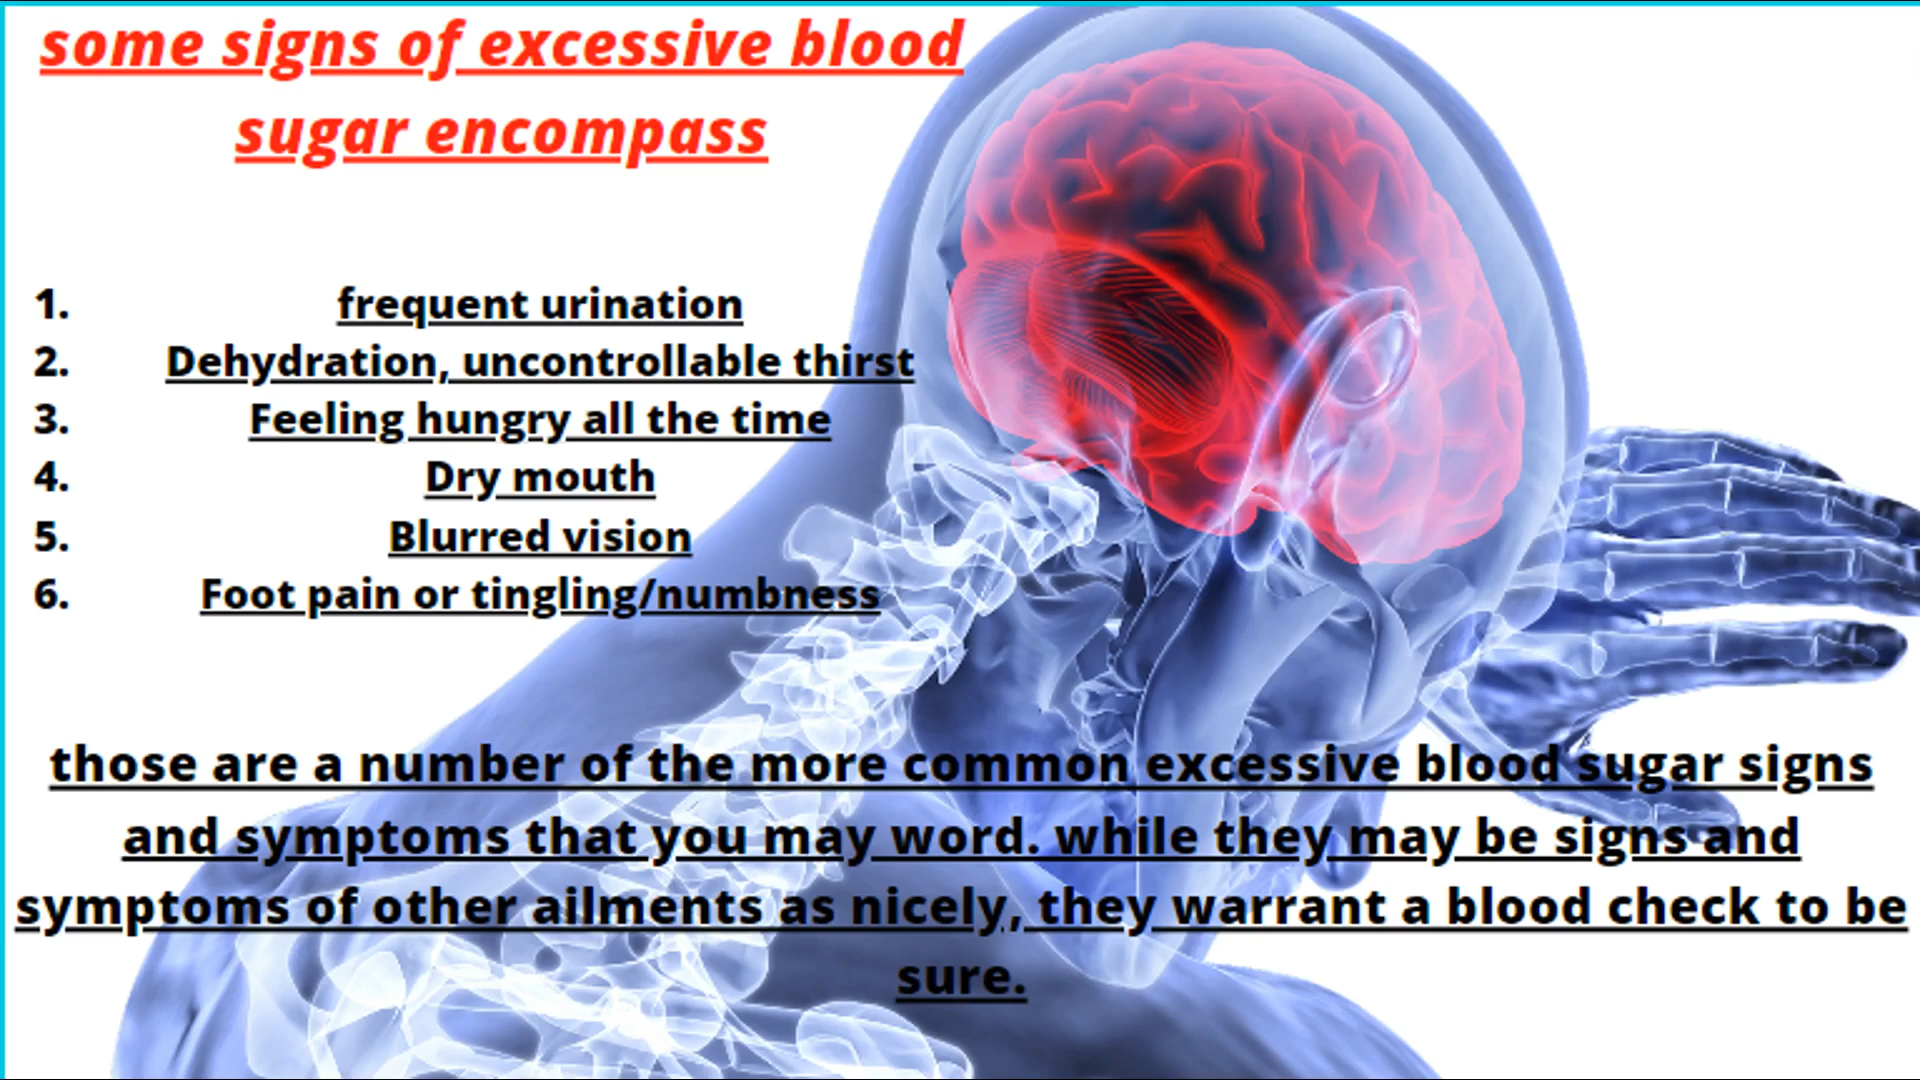 some signs of excessive blood
sugar encompass
1. frequent urination
2. Dehydration, uncontrollable thirst
3. Feeling hungry all the time
4. Dry mouth
5. Blurred vision
6. Foot pain or tingling/numbness
those are a number of the more common excessive blood sugar signs
and symptoms that you may word. while they may be signs and
symptoms of other ailments as nicely, they warrant a blood check to be
sure.